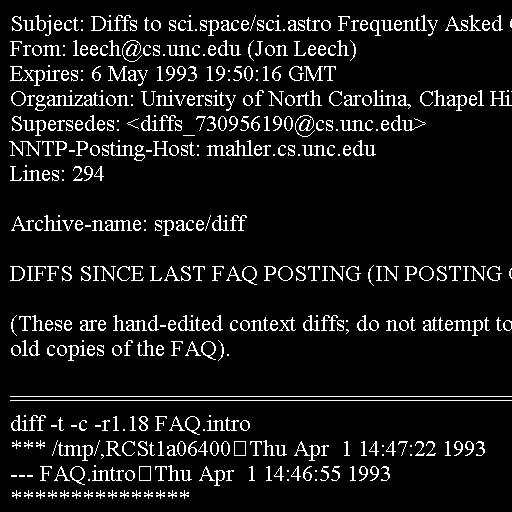 Subject: Diffs to sci.space/sci.astro Frequently Asked
From: leech@cs.unc.edu (Jon Leech)
Expires: 6 May 1993 19:50:16 GMT
Organization: University of North Carolina, Chapel Hi
Supersedes: <diffs_730956190@cs.unc.edu>
NNTP-Posting-Host: mahler.cs.unc.edu
Lines: 294
Archive-name: space/diff
DIFFS SINCE LAST FAQ POSTING (IN POSTING
(These are hand-edited context diffs; do not attempt to
old copies of the FAQ).
==========================================
diff -t -c -r1.18 FAQ.intro
*** /tmp/,RCSt1a06400□Thu Apr  1 14:47:22 1993
--- FAQ.intro□Thu Apr  1 14:46:55 1993
***************